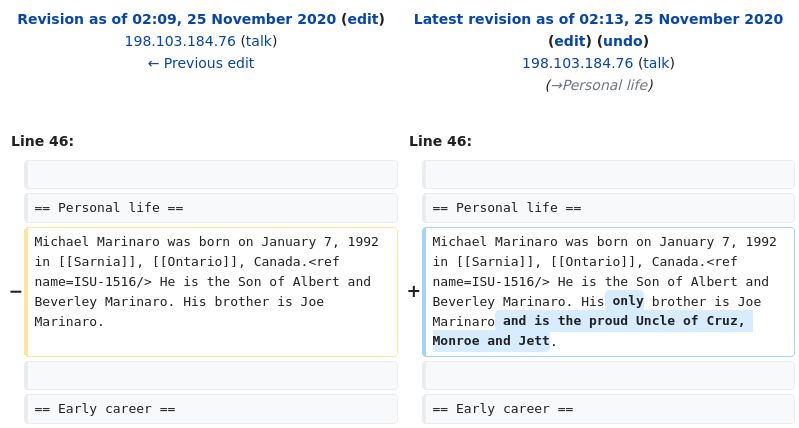 Revision as of 02:09, 25 November 2020 (edit)
198.103.184.76 (talk)
← Previous edit
Latest revision as of 02:13, 25 November 2020
(edit) (undo)
198.103.184.76 (talk)
(→Personal life)
Line 46:
Line 46:
== Personal life ==
== Personal life ==
−
Michael Marinaro was born on January 7, 1992
in [[Sarnia]], [[Ontario]], Canada.<ref
name=ISU-1516/> He is the Son of Albert and
Beverley Marinaro. His brother is Joe
Marinaro.
+
Michael Marinaro was born on January 7, 1992
in [[Sarnia]], [[Ontario]], Canada.<ref
name=ISU-1516/> He is the Son of Albert and
Beverley Marinaro. His only brother is Joe
Marinaro and is the proud Uncle of Cruz,
Monroe and Jett.
== Early career ==
== Early career ==